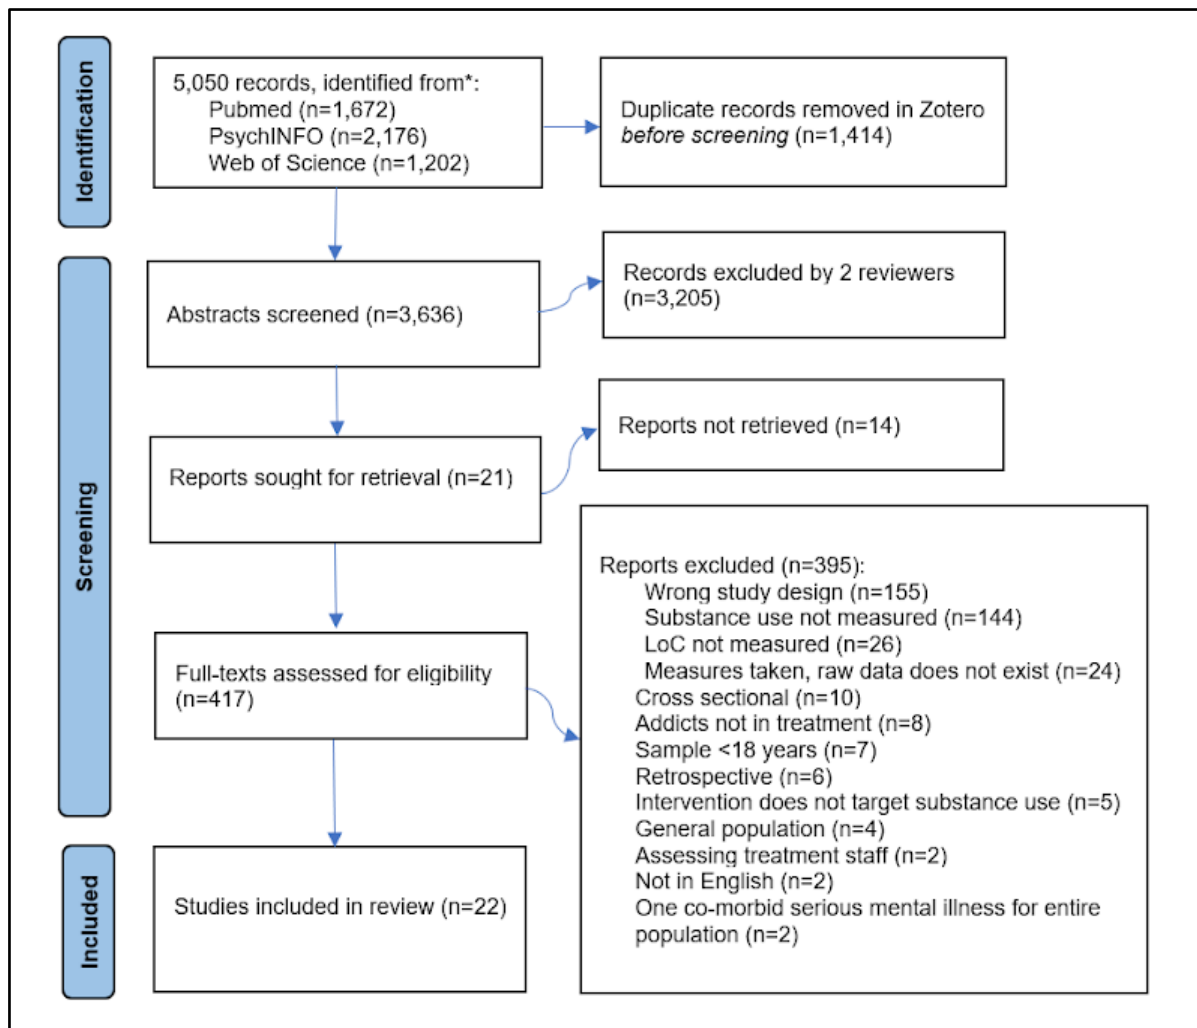 Identification
5,050 records, identified from*:
Pubmed (n=1,672)
PsychINFO (n=2,176)
Web of Science (n=1,202)
Duplicate records removed in Zotero
before screening (n=1,414)
Screening
Abstracts screened (n=3,636)
Records excluded by 2 reviewers
(n=3,205)
Reports sought for retrieval (n=21)
Reports not retrieved (n=14)
Full-texts assessed for eligibility
(n=417)
Reports excluded (n=395):
Wrong study design (n=155)
Substance use not measured (n=144)
LoC not measured (n=26)
Measures taken, raw data does not exist (n=24)
Cross sectional (n=10)
Addicts not in treatment (n=8)
Sample <18 years (n=7)
Retrospective (n=6)
Intervention does not target substance use (n=5)
General population (n=4)
Assessing treatment staff (n=2)
Not in English (n=2)
One co-morbid serious mental illness for entire
population (n=2)
Included
Studies included in review (n=22)